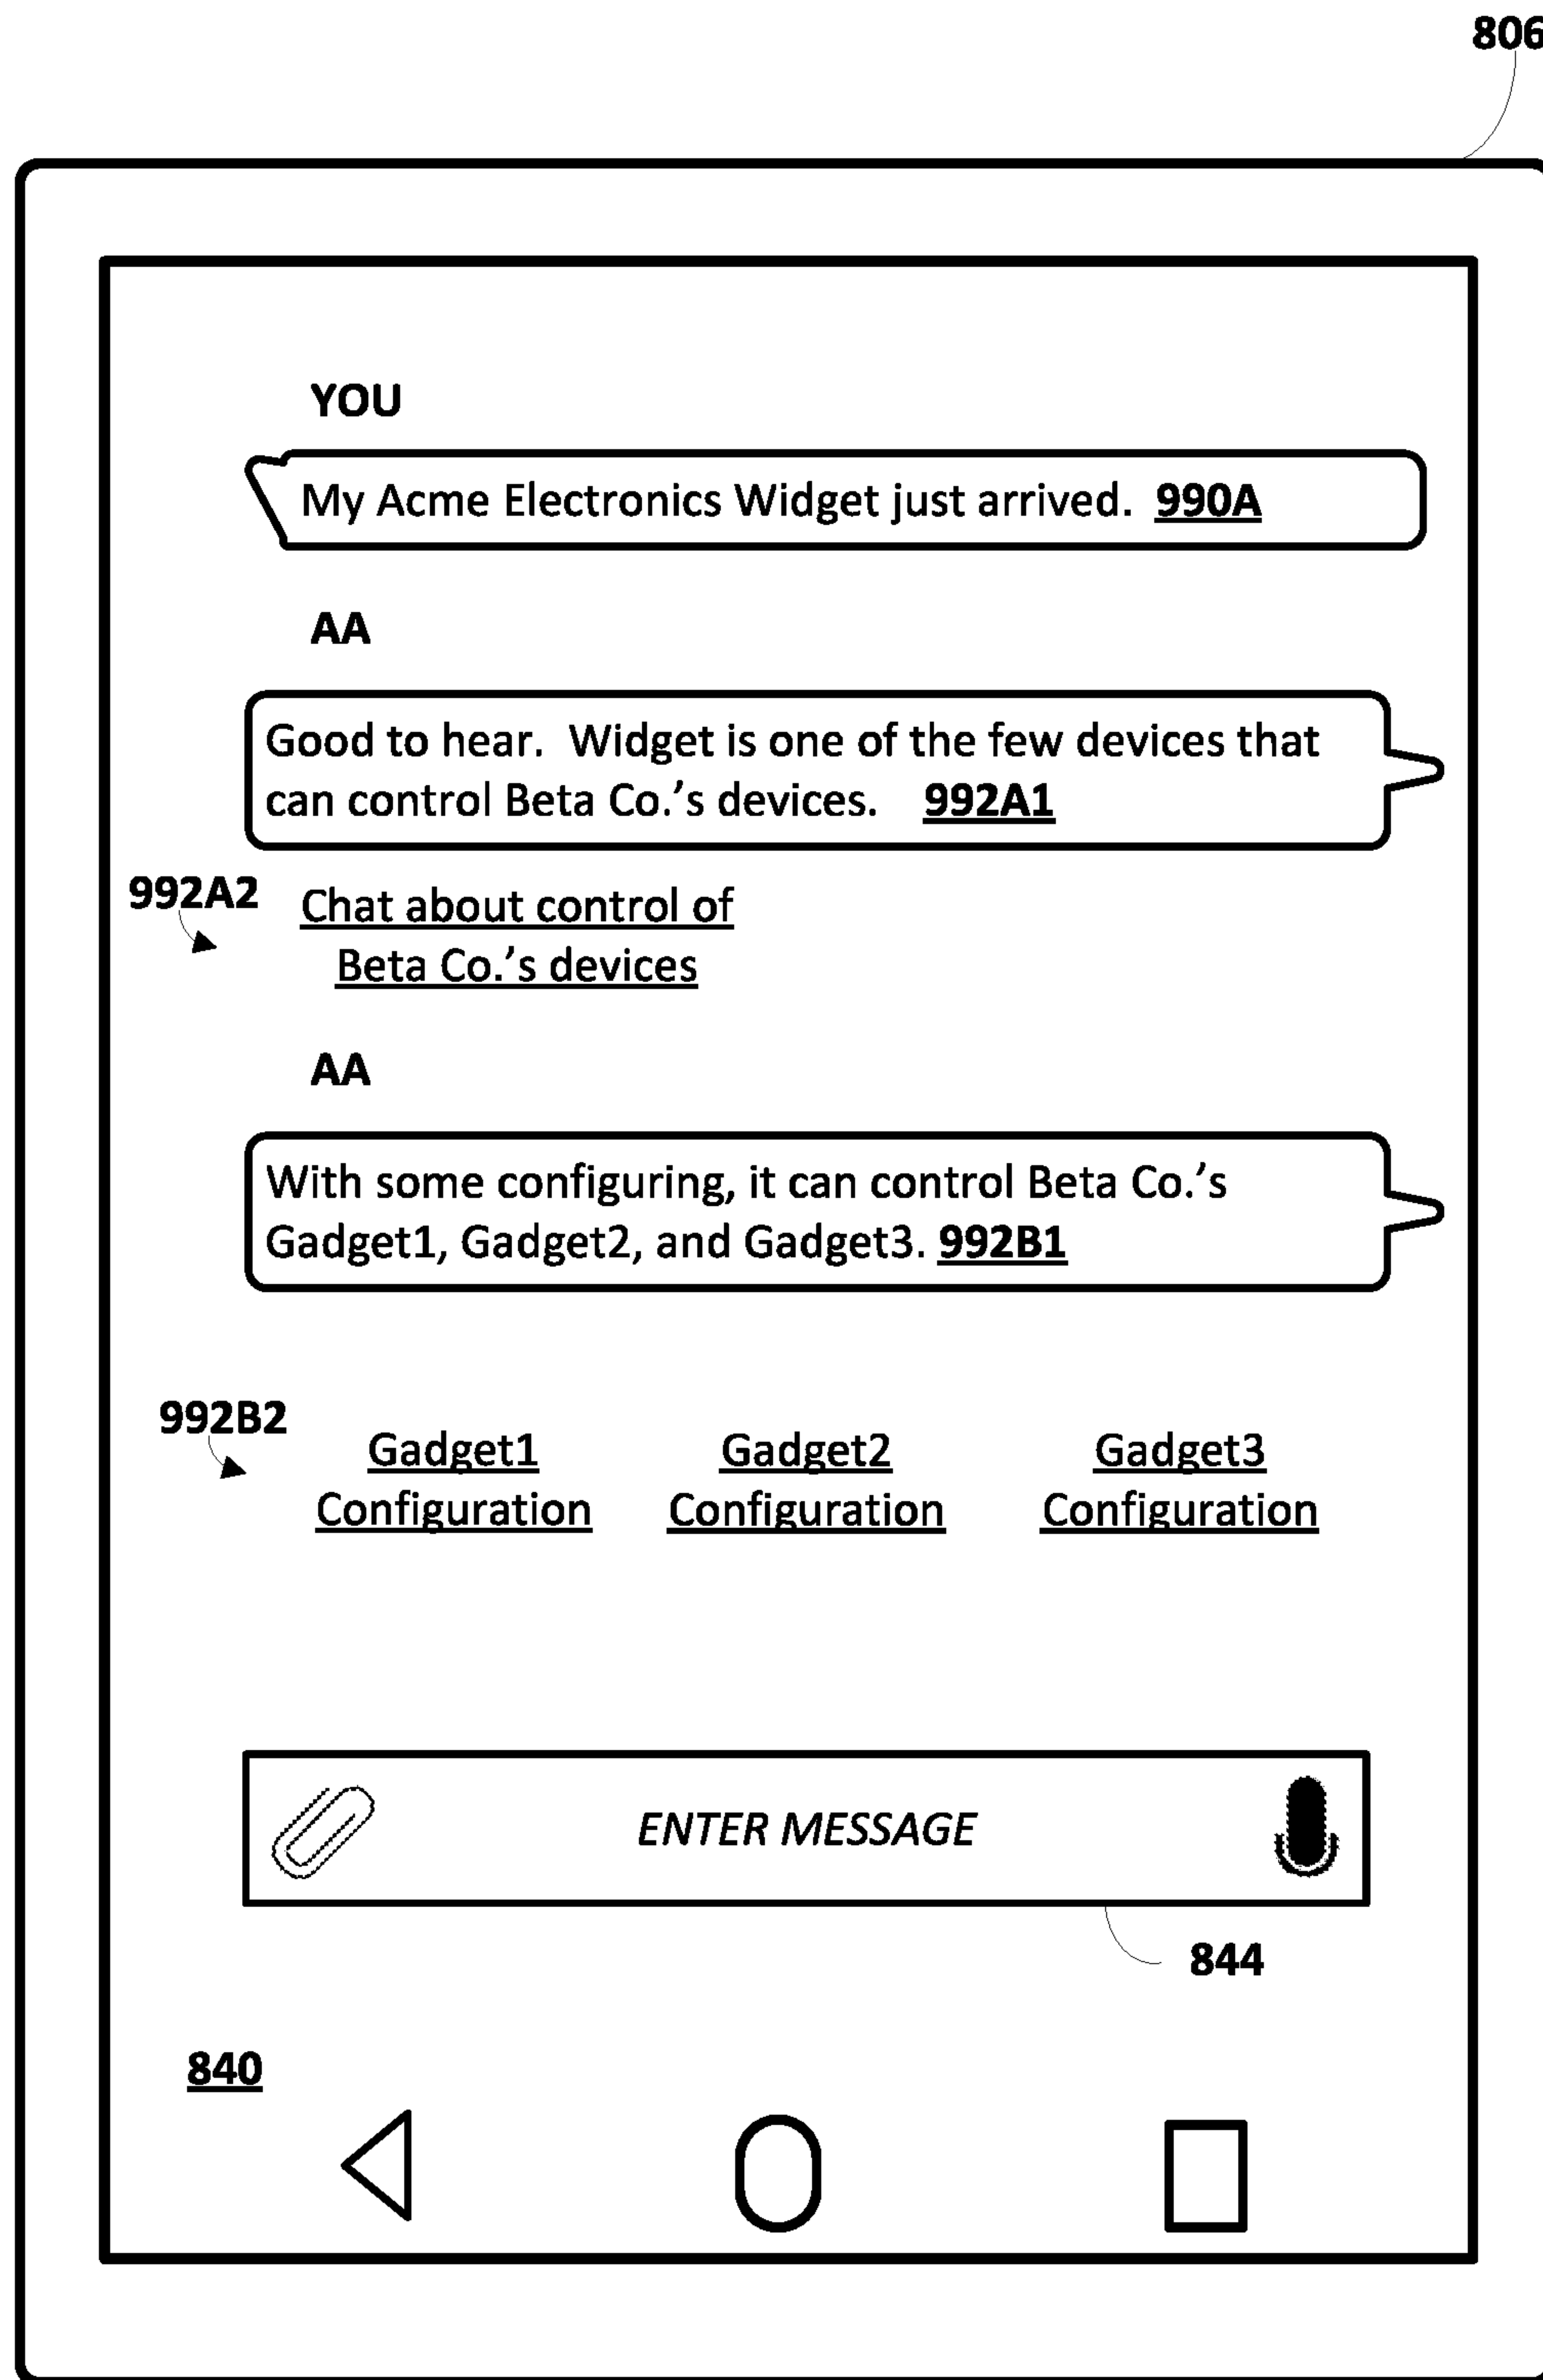 806
YOU
My Acme Electronics Widget just arrived. 990A
AA
Good to hear. Widget is one of the few devices that
can control Beta Co.'s devices. 992A1
992A2
Chat about control of
Beta Co.'s devices
AA
With some configuring, it can control Beta Co.'s
Gadget1, Gadget2, and Gadget3. 992B1
992B2
Gadget1 Gadget2 Gadget3
Configuration Configuration Configuration
ENTER MESSAGE
844
840